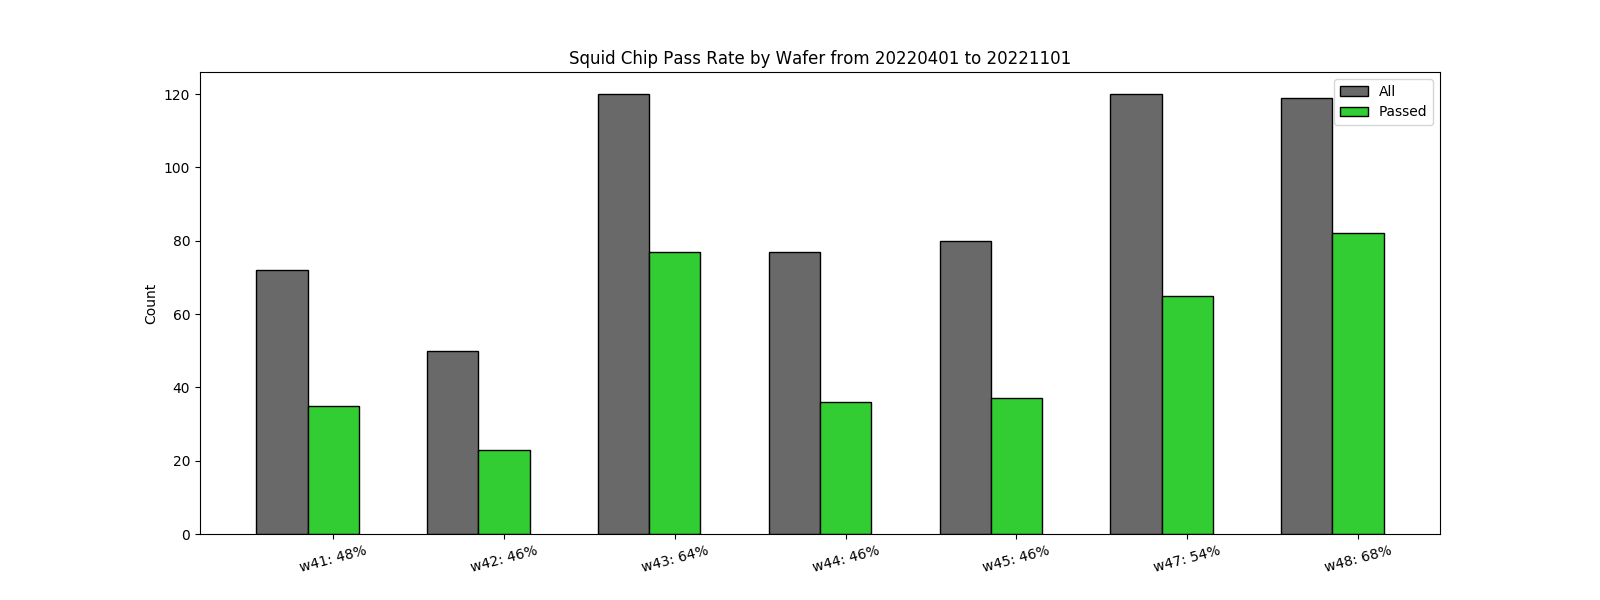 Squid Chip Pass Rate by Wafer from 20220401 to 20221101
All
Passed
120
100
80
60
40
20
0
Count
w41: 48%
w42: 46%
w43: 64%
w44: 46%
w45: 46%
w47: 54%
w48: 68%